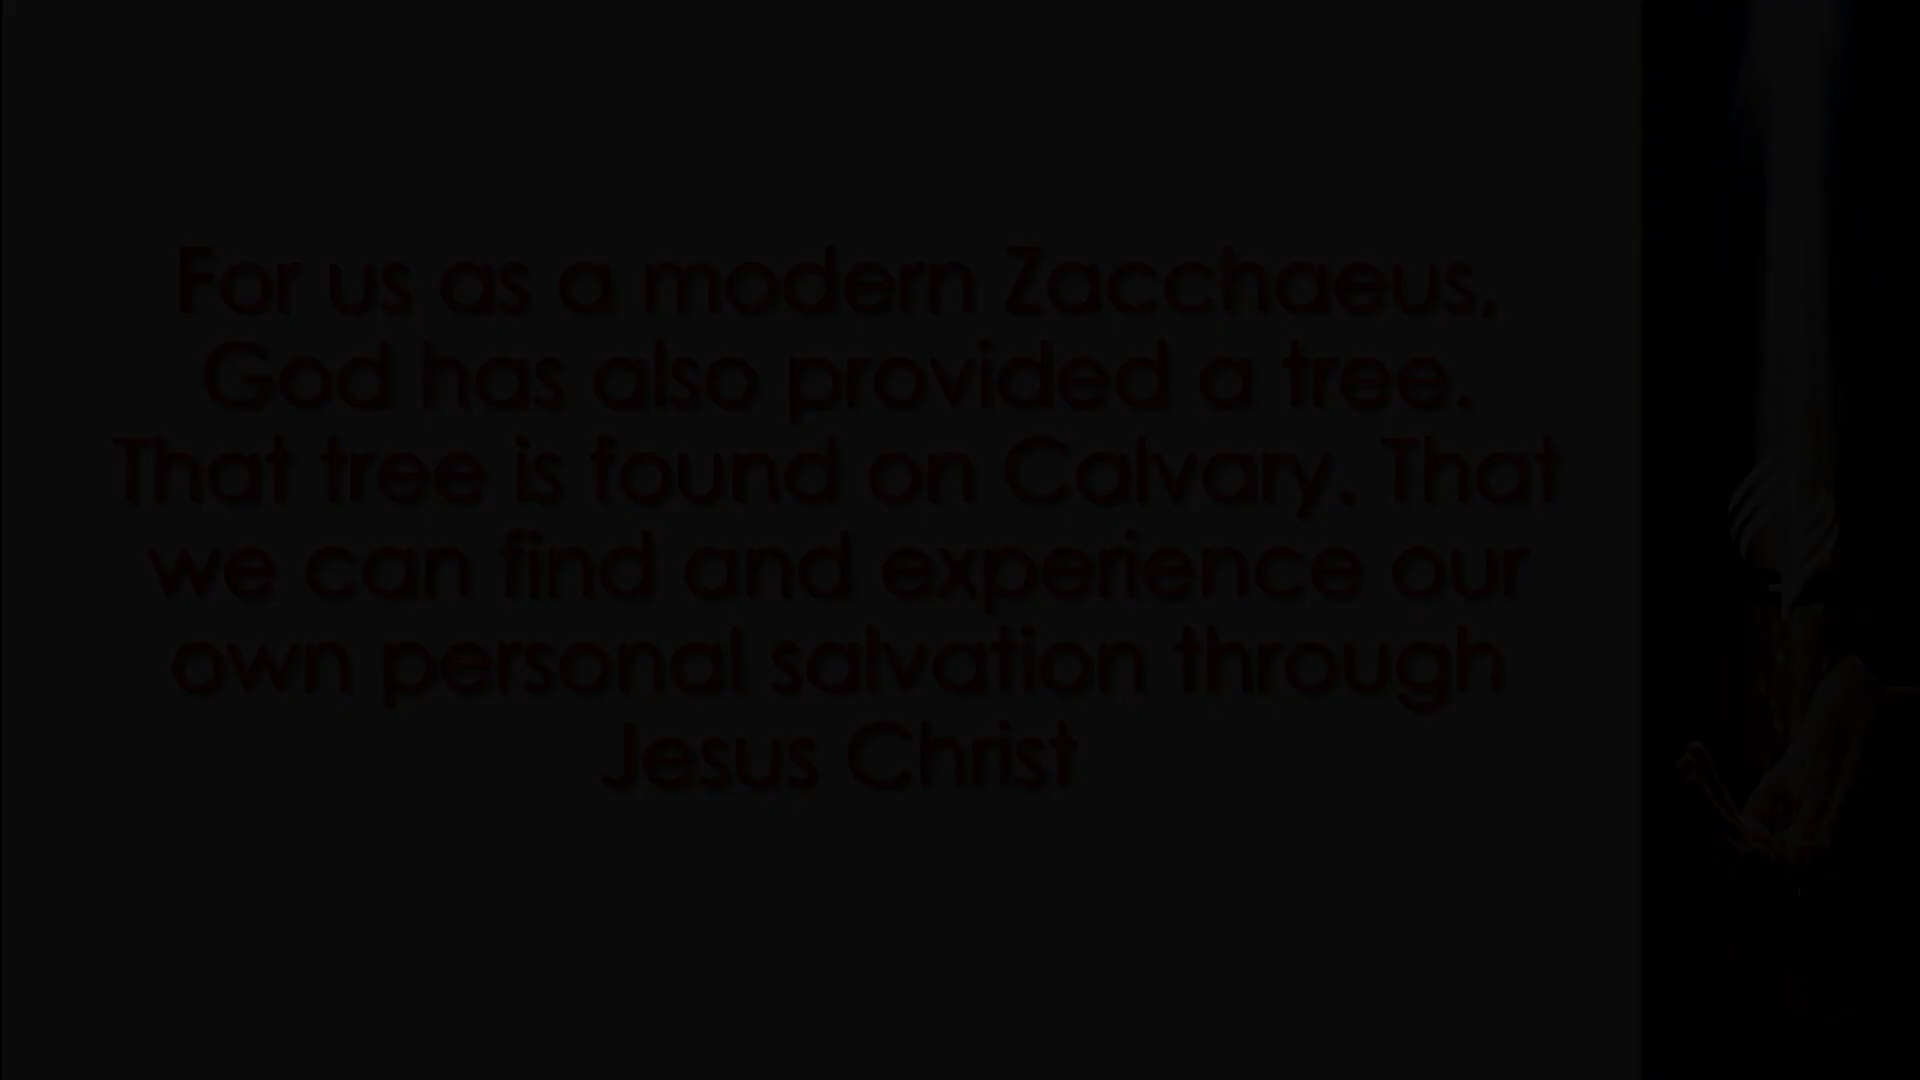 For us as a modern Zacchaeus,
God has also provided a tree.
That tree is found on Calvary. That
we can find and experience our
own personal salvation through
Jesus Christ